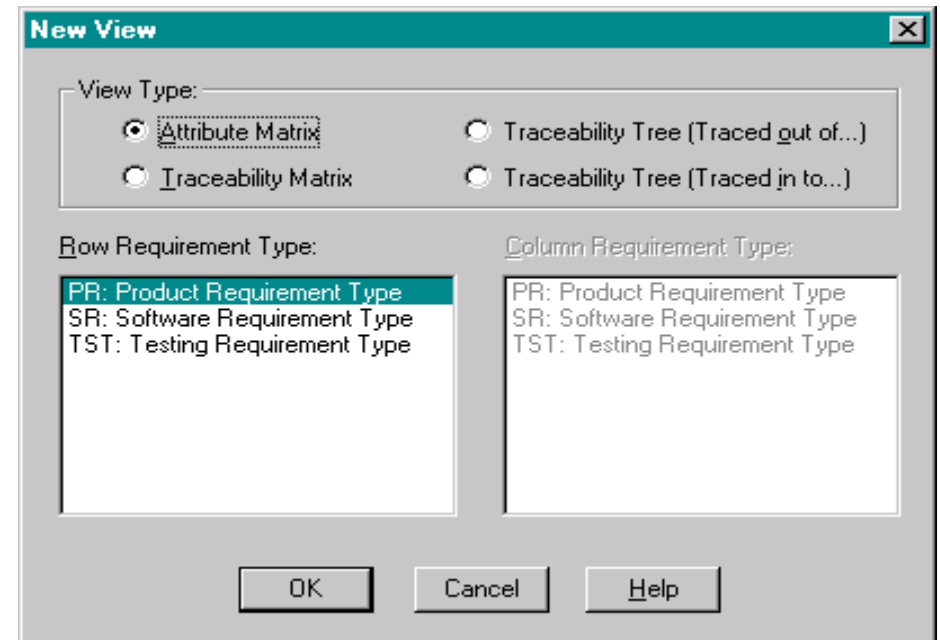 New View
View Type:
Attribute Matrix
Traceability Tree (Traced out of...)
Traceability Matrix
Traceability Tree (Traced in to...)
Row Requirement Type:
Column Requirement Type:
PR: Product Requirement Type
SR: Software Requirement Type
TST: Testing Requirement Type
PR: Product Requirement Type
SR: Software Requirement Type
TST: Testing Requirement Type
OK
Cancel
Help